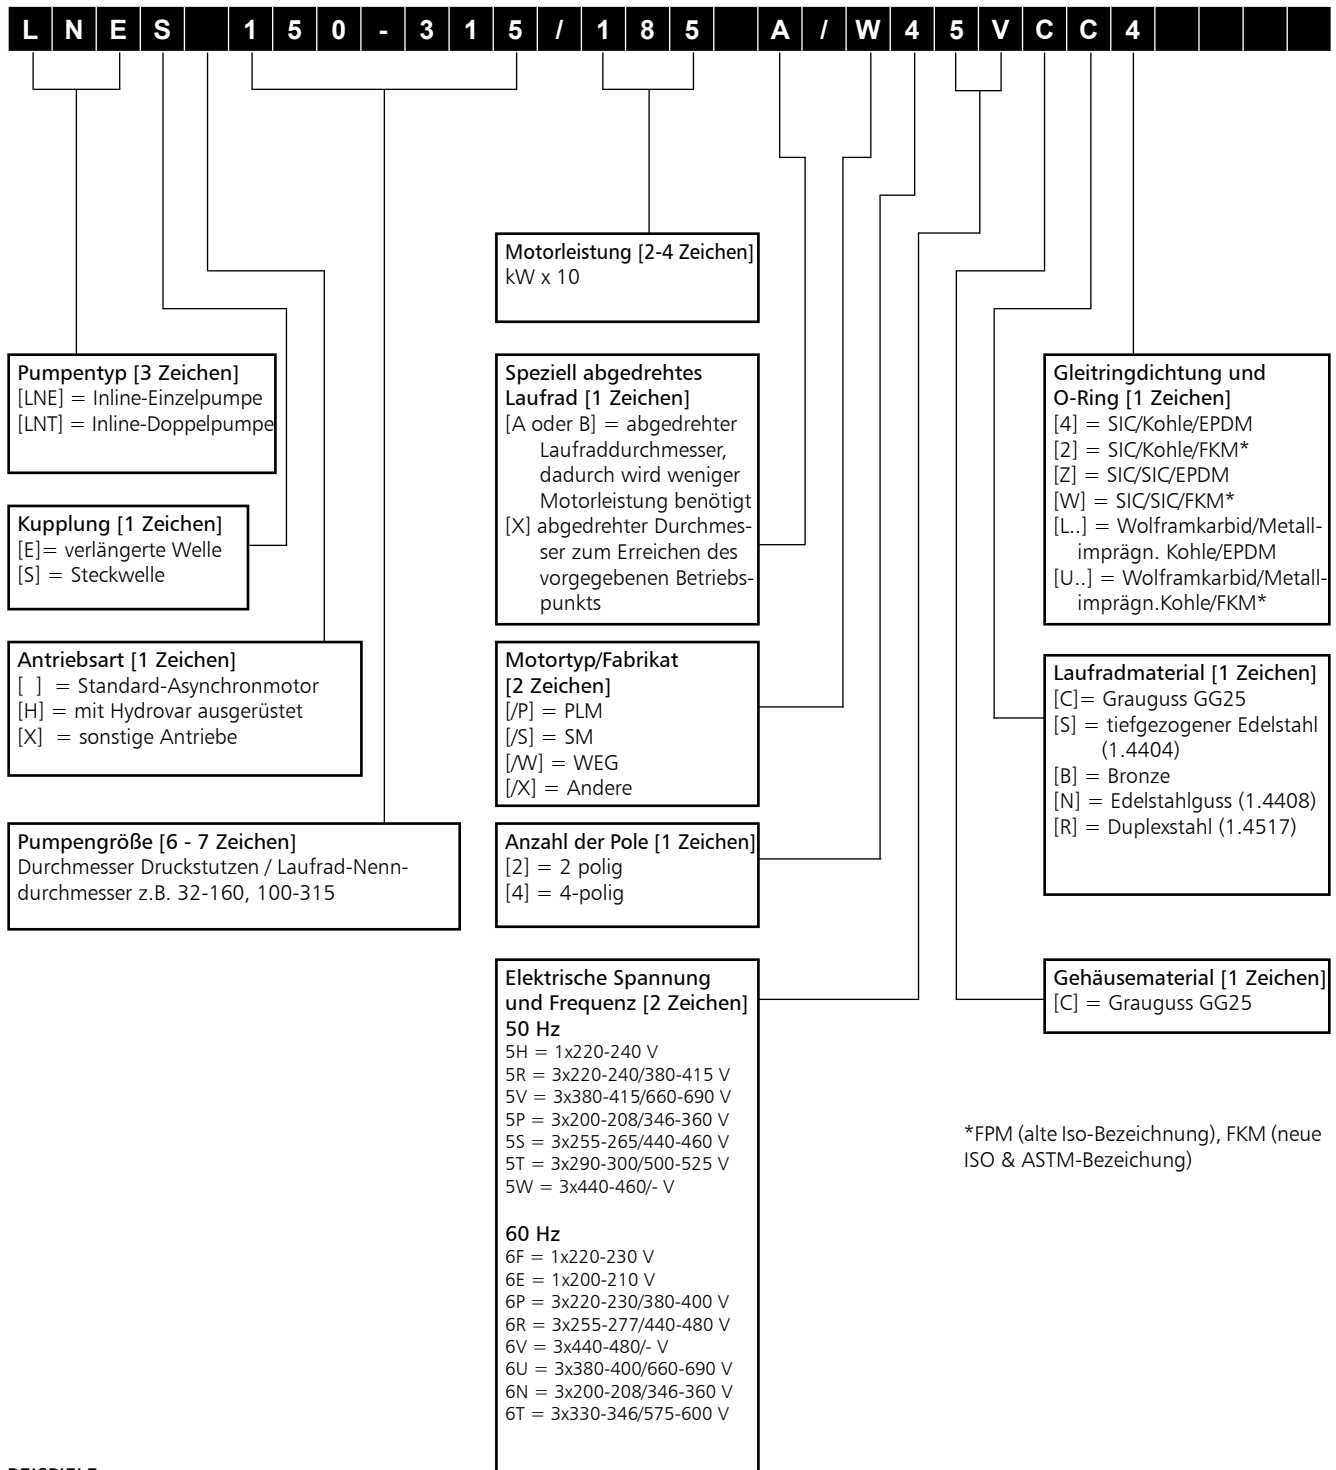 L N E S 1 5 0 - 3 1 5 / 1 8 5 A / W 4 5 V C C 4
Motorleistung [2-4 Zeichen]
kW x 10
Pumpentyp [3 Zeichen]
[LNE] = Inline-Einzelpumpe
[LNT] = Inline-Doppelpumpe
Kupplung [1 Zeichen]
[E]= verlängerte Welle
[S] = Steckwelle
Antriebsart [1 Zeichen]
[ ] = Standard-Asynchronmotor
[H] = mit Hydrovar ausgerüstet
[X] = sonstige Antriebe
Pumpengröße [6 - 7 Zeichen]
Durchmesser Druckstutzen / Laufrad-Nenn-
durchmesser z.B. 32-160, 100-315
Speziell abgedrehtes
Laufrad [1 Zeichen]
[A oder B] = abgedrehter
Laufraddurchmesser,
dadurch wird weniger
Motorleistung benötigt
[X] abgedrehter Durchmes-
ser zum Erreichen des
vorgegebenen Betriebs-
punkts
Motortyp/Fabrikat
[2 Zeichen]
[/P] = PLM
[/S] = SM
[/W] = WEG
[/X] = Andere
Anzahl der Pole [1 Zeichen]
[2] = 2 polig
[4] = 4-polig
Elektrische Spannung
und Frequenz [2 Zeichen]
50 Hz
5H = 1x220-240 V
5R = 3x220-240/380-415 V
5V = 3x380-415/660-690 V
5P = 3x200-208/346-360 V
5S = 3x255-265/440-460 V
5T = 3x290-300/500-525 V
5W = 3x440-460/- V
60 Hz
6F = 1x220-230 V
6E = 1x200-210 V
6P = 3x220-230/380-400 V
6R = 3x255-277/440-480 V
6V = 3x440-480/- V
6U = 3x380-400/660-690 V
6N = 3x200-208/346-360 V
6T = 3x330-346/575-600 V
Gleitringdichtung und
O-Ring [1 Zeichen]
[4] = SIC/Kohle/EPDM
[2] = SIC/Kohle/FKM*
[Z] = SIC/SIC/EPDM
[W] = SIC/SIC/FKM*
[L..] = Wolframkarbid/Metall-
imprägn. Kohle/EPDM
[U..] = Wolframkarbid/Metall-
imprägn.Kohle/FKM*
Laufradmaterial [1 Zeichen]
[C]= Grauguss GG25
[S] = tiefgezogener Edelstahl
(1.4404)
[B] = Bronze
[N] = Edelstahlguss (1.4408)
[R] = Duplexstahl (1.4517)
Gehäusematerial [1 Zeichen]
[C] = Grauguss GG25
*FPM (alte Iso-Bezeichnung), FKM (neue
ISO & ASTM-Bezeichung)